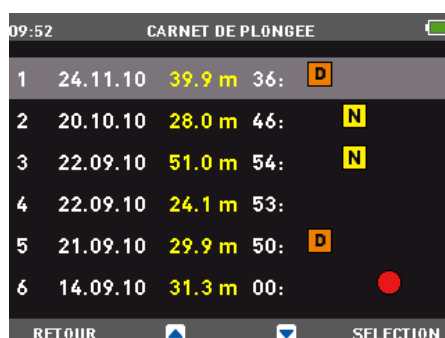 09:52 CARNET DE PLONGEE
1 24.11.10 39.9 m 36: D
2 20.10.10 28.0 m 46: N
3 22.09.10 51.0 m 54: N
4 22.09.10 24.1 m 53:
5 21.09.10 29.9 m 50: D
6 14.09.10 31.3 m 00:
RETOUR SELECTION